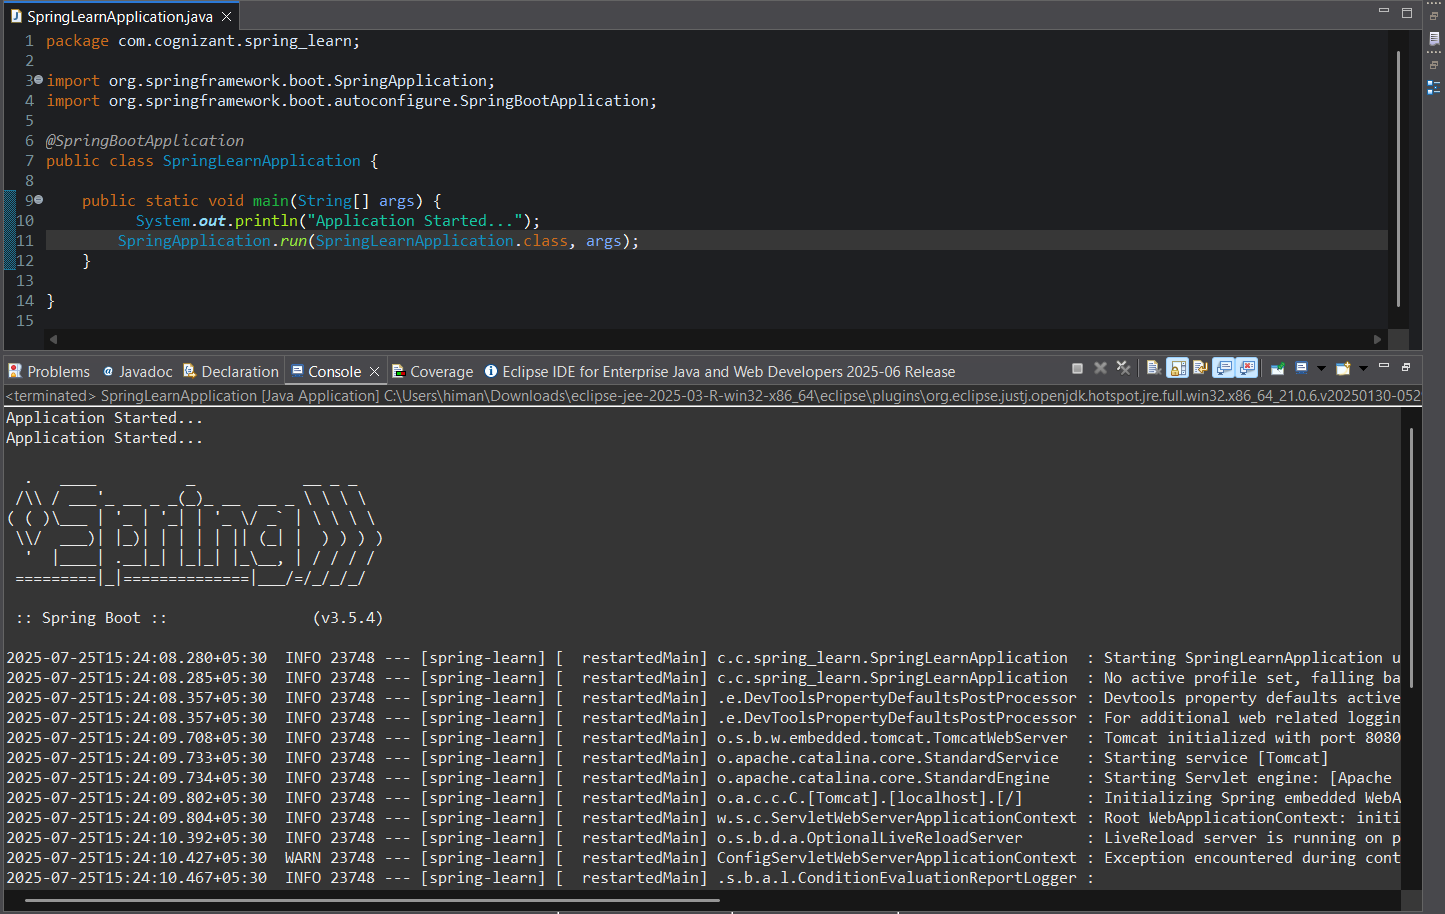 SpringLearnApplication.java
1 package com.cognizant.spring_learn;
2
3 import org.springframework.boot.SpringApplication;
4 import org.springframework.boot.autoconfigure.SpringBootApplication;
5
6 @SpringBootApplication
7 public class SpringLearnApplication {
8
9     public static void main(String[] args) {
10           System.out.println("Application Started...");
11         SpringApplication.run(SpringLearnApplication.class, args);
12     }
13
14 }
15
Problems @ Javadoc Declaration Console Coverage Eclipse IDE for Enterprise Java and Web Developers 2025-06 Release
<terminated> SpringLearnApplication [Java Application] C:\Users\himan\Downloads\eclipse-jee-2025-03-R-win32-x86_64\eclipse\plugins\org.eclipse.justj.openjdk.hotspot.jre.full.win32.x86_64_21.0.6.v20250130-052
Application Started...
Application Started...
  .   ____          _            __ _ _
 /\\ / ___'_ __ _ _(_)_ __  __ _ \ \ \ \
( ( )\___ | '_ | '_| | '_ \/ _` | \ \ \ \
 \\/  ___)| |_)| | | | | || (_| |  ) ) ) )
  '  |____| .__|_| |_|_| |_\__, | / / / /
 =========|_|==============|___/=/_/_/_/
 :: Spring Boot ::                (v3.5.4)
2025-07-25T15:24:08.280+05:30  INFO 23748 --- [spring-learn] [  restartedMain] c.c.spring_learn.SpringLearnApplication  : Starting SpringLearnApplication u
2025-07-25T15:24:08.285+05:30  INFO 23748 --- [spring-learn] [  restartedMain] c.c.spring_learn.SpringLearnApplication  : No active profile set, falling ba
2025-07-25T15:24:08.357+05:30  INFO 23748 --- [spring-learn] [  restartedMain] .e.DevToolsPropertyDefaultsPostProcessor : Devtools property defaults active
2025-07-25T15:24:08.357+05:30  INFO 23748 --- [spring-learn] [  restartedMain] .e.DevToolsPropertyDefaultsPostProcessor : For additional web related loggin
2025-07-25T15:24:09.708+05:30  INFO 23748 --- [spring-learn] [  restartedMain] o.s.b.w.embedded.tomcat.TomcatWebServer  : Tomcat initialized with port 8080
2025-07-25T15:24:09.733+05:30  INFO 23748 --- [spring-learn] [  restartedMain] o.apache.catalina.core.StandardService   : Starting service [Tomcat]
2025-07-25T15:24:09.734+05:30  INFO 23748 --- [spring-learn] [  restartedMain] o.apache.catalina.core.StandardEngine    : Starting Servlet engine: [Apache
2025-07-25T15:24:09.802+05:30  INFO 23748 --- [spring-learn] [  restartedMain] o.a.c.c.C.[Tomcat].[localhost].[/]       : Initializing Spring embedded WebA
2025-07-25T15:24:09.804+05:30  INFO 23748 --- [spring-learn] [  restartedMain] w.s.c.ServletWebServerApplicationContext : Root WebApplicationContext: initi
2025-07-25T15:24:10.392+05:30  INFO 23748 --- [spring-learn] [  restartedMain] o.s.b.d.a.OptionalLiveReloadServer       : LiveReload server is running on p
2025-07-25T15:24:10.427+05:30  WARN 23748 --- [spring-learn] [  restartedMain] ConfigServletWebServerApplicationContext : Exception encountered during cont
2025-07-25T15:24:10.467+05:30  INFO 23748 --- [spring-learn] [  restartedMain] .s.b.a.l.ConditionEvaluationReportLogger :